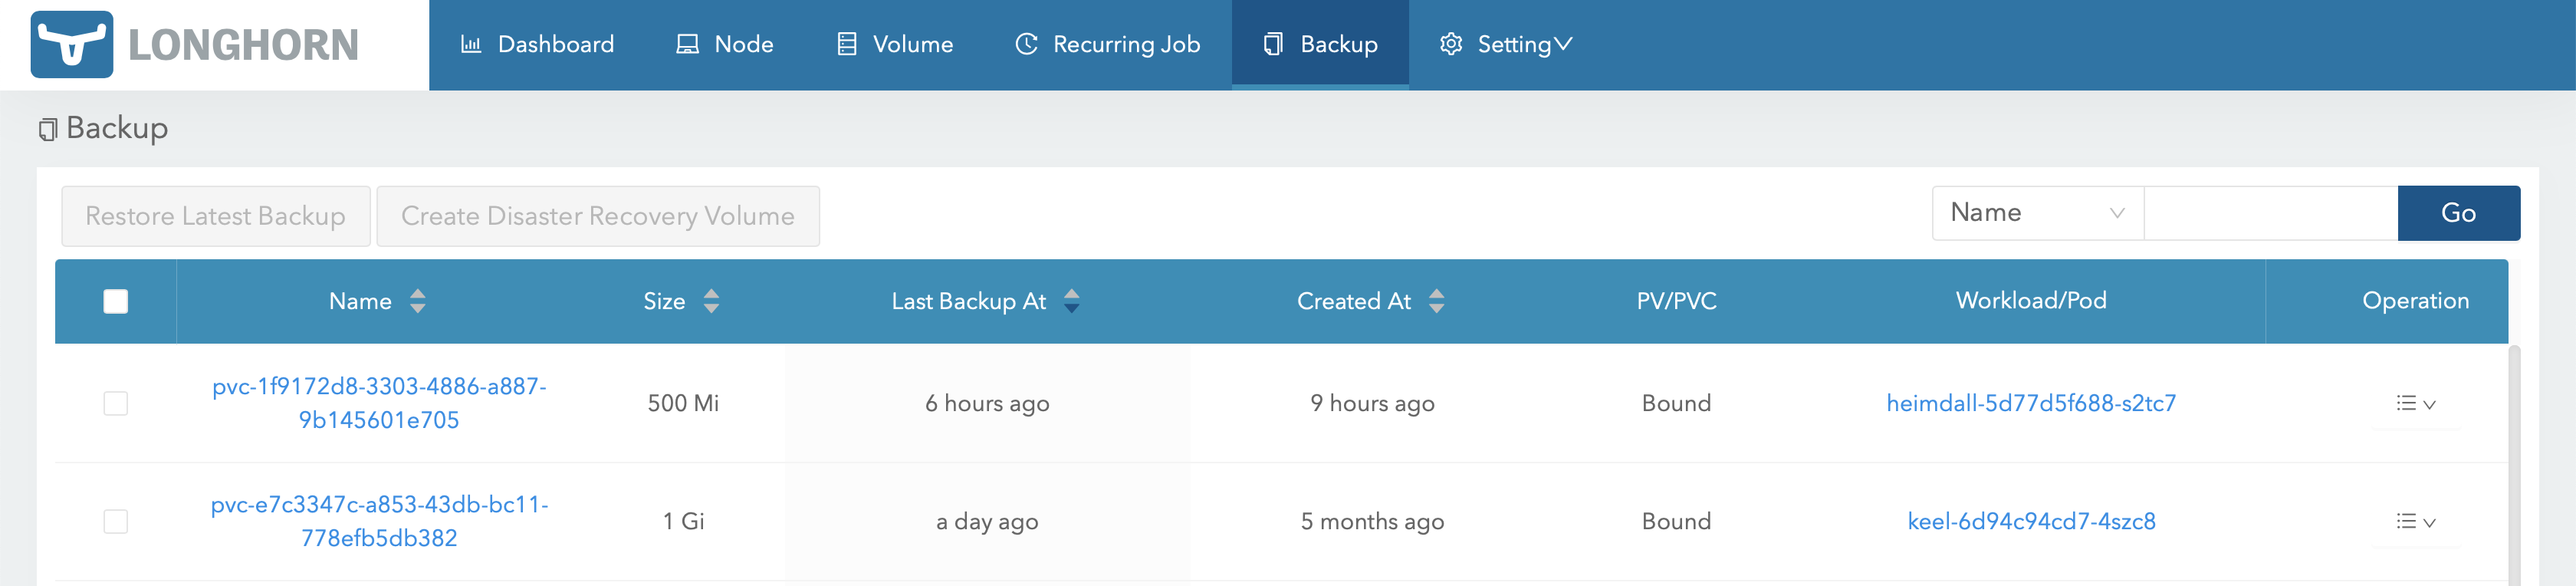 LONGHORN
Dashboard
Node
Volume
Recurring Job
Backup
Setting
Backup
Restore Latest Backup
Create Disaster Recovery Volume
Name
Go
Name
Size
Last Backup At
Created At
PV/PVC
Workload/Pod
Operation
pvc-1f9172d8-3303-4886-a887-
9b145601e705
500 Mi
6 hours ago
9 hours ago
Bound
heimdall-5d77d5f688-s2tc7
pvc-e7c3347c-a853-43db-bc11-
778efb5db382
1 Gi
a day ago
5 months ago
Bound
keel-6d94c94cd7-4szc8